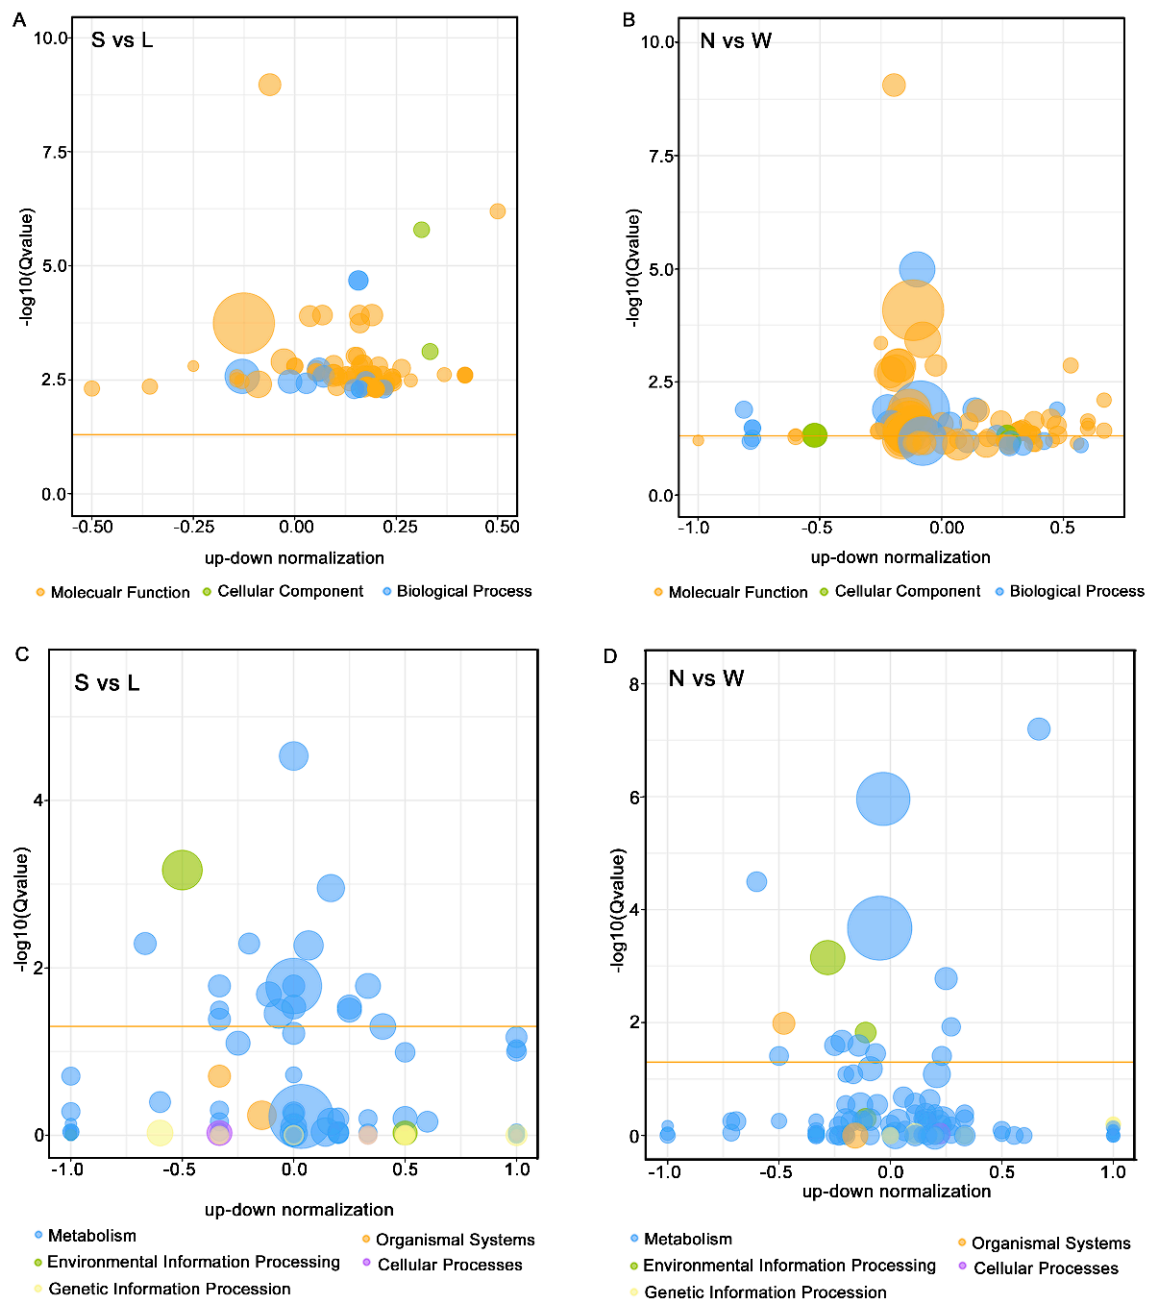 A
S vs L
10.0
7.5
5.0
2.5
0.0
-log10(Qvalue)
-0.50 -0.25 0.00 0.25 0.50
up-down normalization
Molecualr Function Cellular Component Biological Process
B
N vs W
10.0
7.5
5.0
2.5
0.0
-log10(Qvalue)
-1.0 -0.5 0.00 0.5
up-down normalization
Molecualr Function Cellular Component Biological Process
C
S vs L
4
2
0
-log10(Qvalue)
-1.0 -0.5 0.0 0.5 1.0
up-down normalization
Metabolism Organismal Systems
Environmental Information Processing Cellular Processes
Genetic Information Procession
D
N vs W
8
6
4
2
0
-log10(Qvalue)
-1.0 -0.5 0.0 0.5 1.0
up-down normalization
Metabolism Organismal Systems
Environmental Information Processing Cellular Processes
Genetic Information Procession